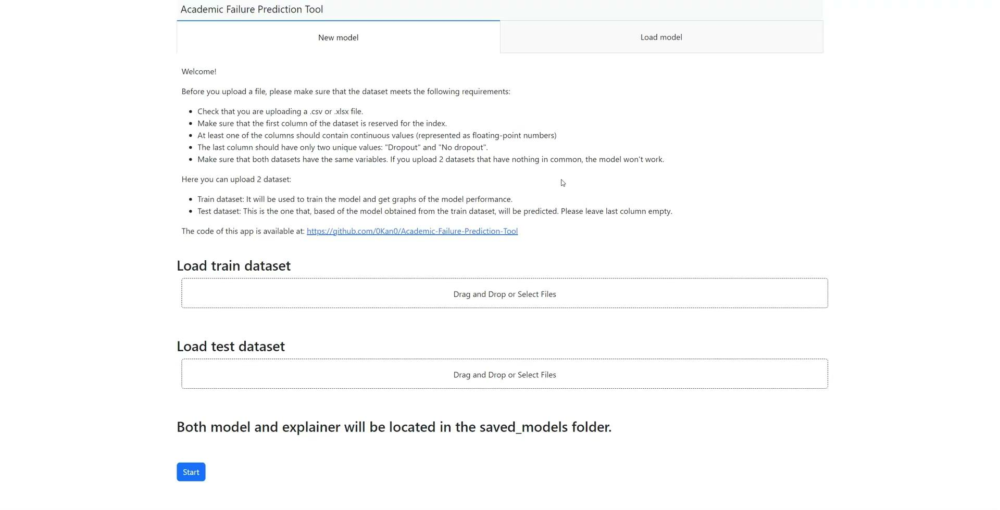 Academic Failure Prediction Tool
New model
Load model
Welcome!
Before you upload a file, please make sure that the dataset meets the following requirements:
Check that you are uploading a .csv or .xlsx file.
Make sure that the first column of the dataset is reserved for the index.
At least one of the columns should contain continuous values (represented as floating-point numbers)
The last column should have only two unique values: "Dropout" and "No dropout".
Make sure that both datasets have the same variables. If you upload 2 datasets that have nothing in common, the model won't work.
Here you can upload 2 dataset:
Train dataset: It will be used to train the model and get graphs of the model performance.
Test dataset: This is the one that, based of the model obtained from the train dataset, will be predicted. Please leave last column empty.
The code of this app is available at: https://github.com/0Kan0/Academic-Failure-Prediction-Tool
Load train dataset
Drag and Drop or Select Files
Load test dataset
Drag and Drop or Select Files
Both model and explainer will be located in the saved_models folder.
Start